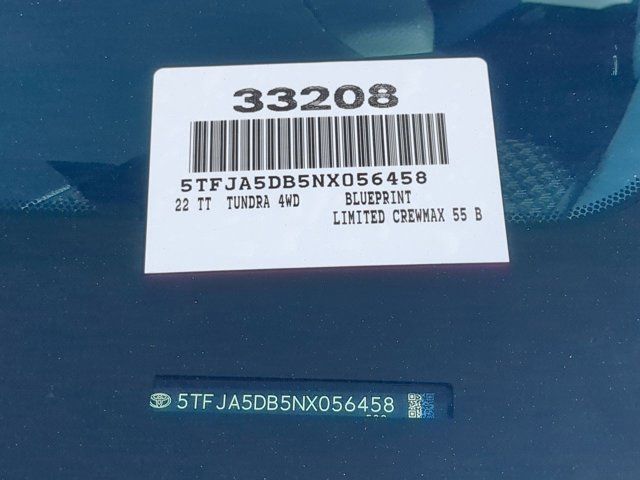 33208
5TFJA5DB5NX056458
22 TT TUNDRA 4WD BLUEPRINT
LIMITED CREWMAX 55 B
5TFJA5DB5NX056458